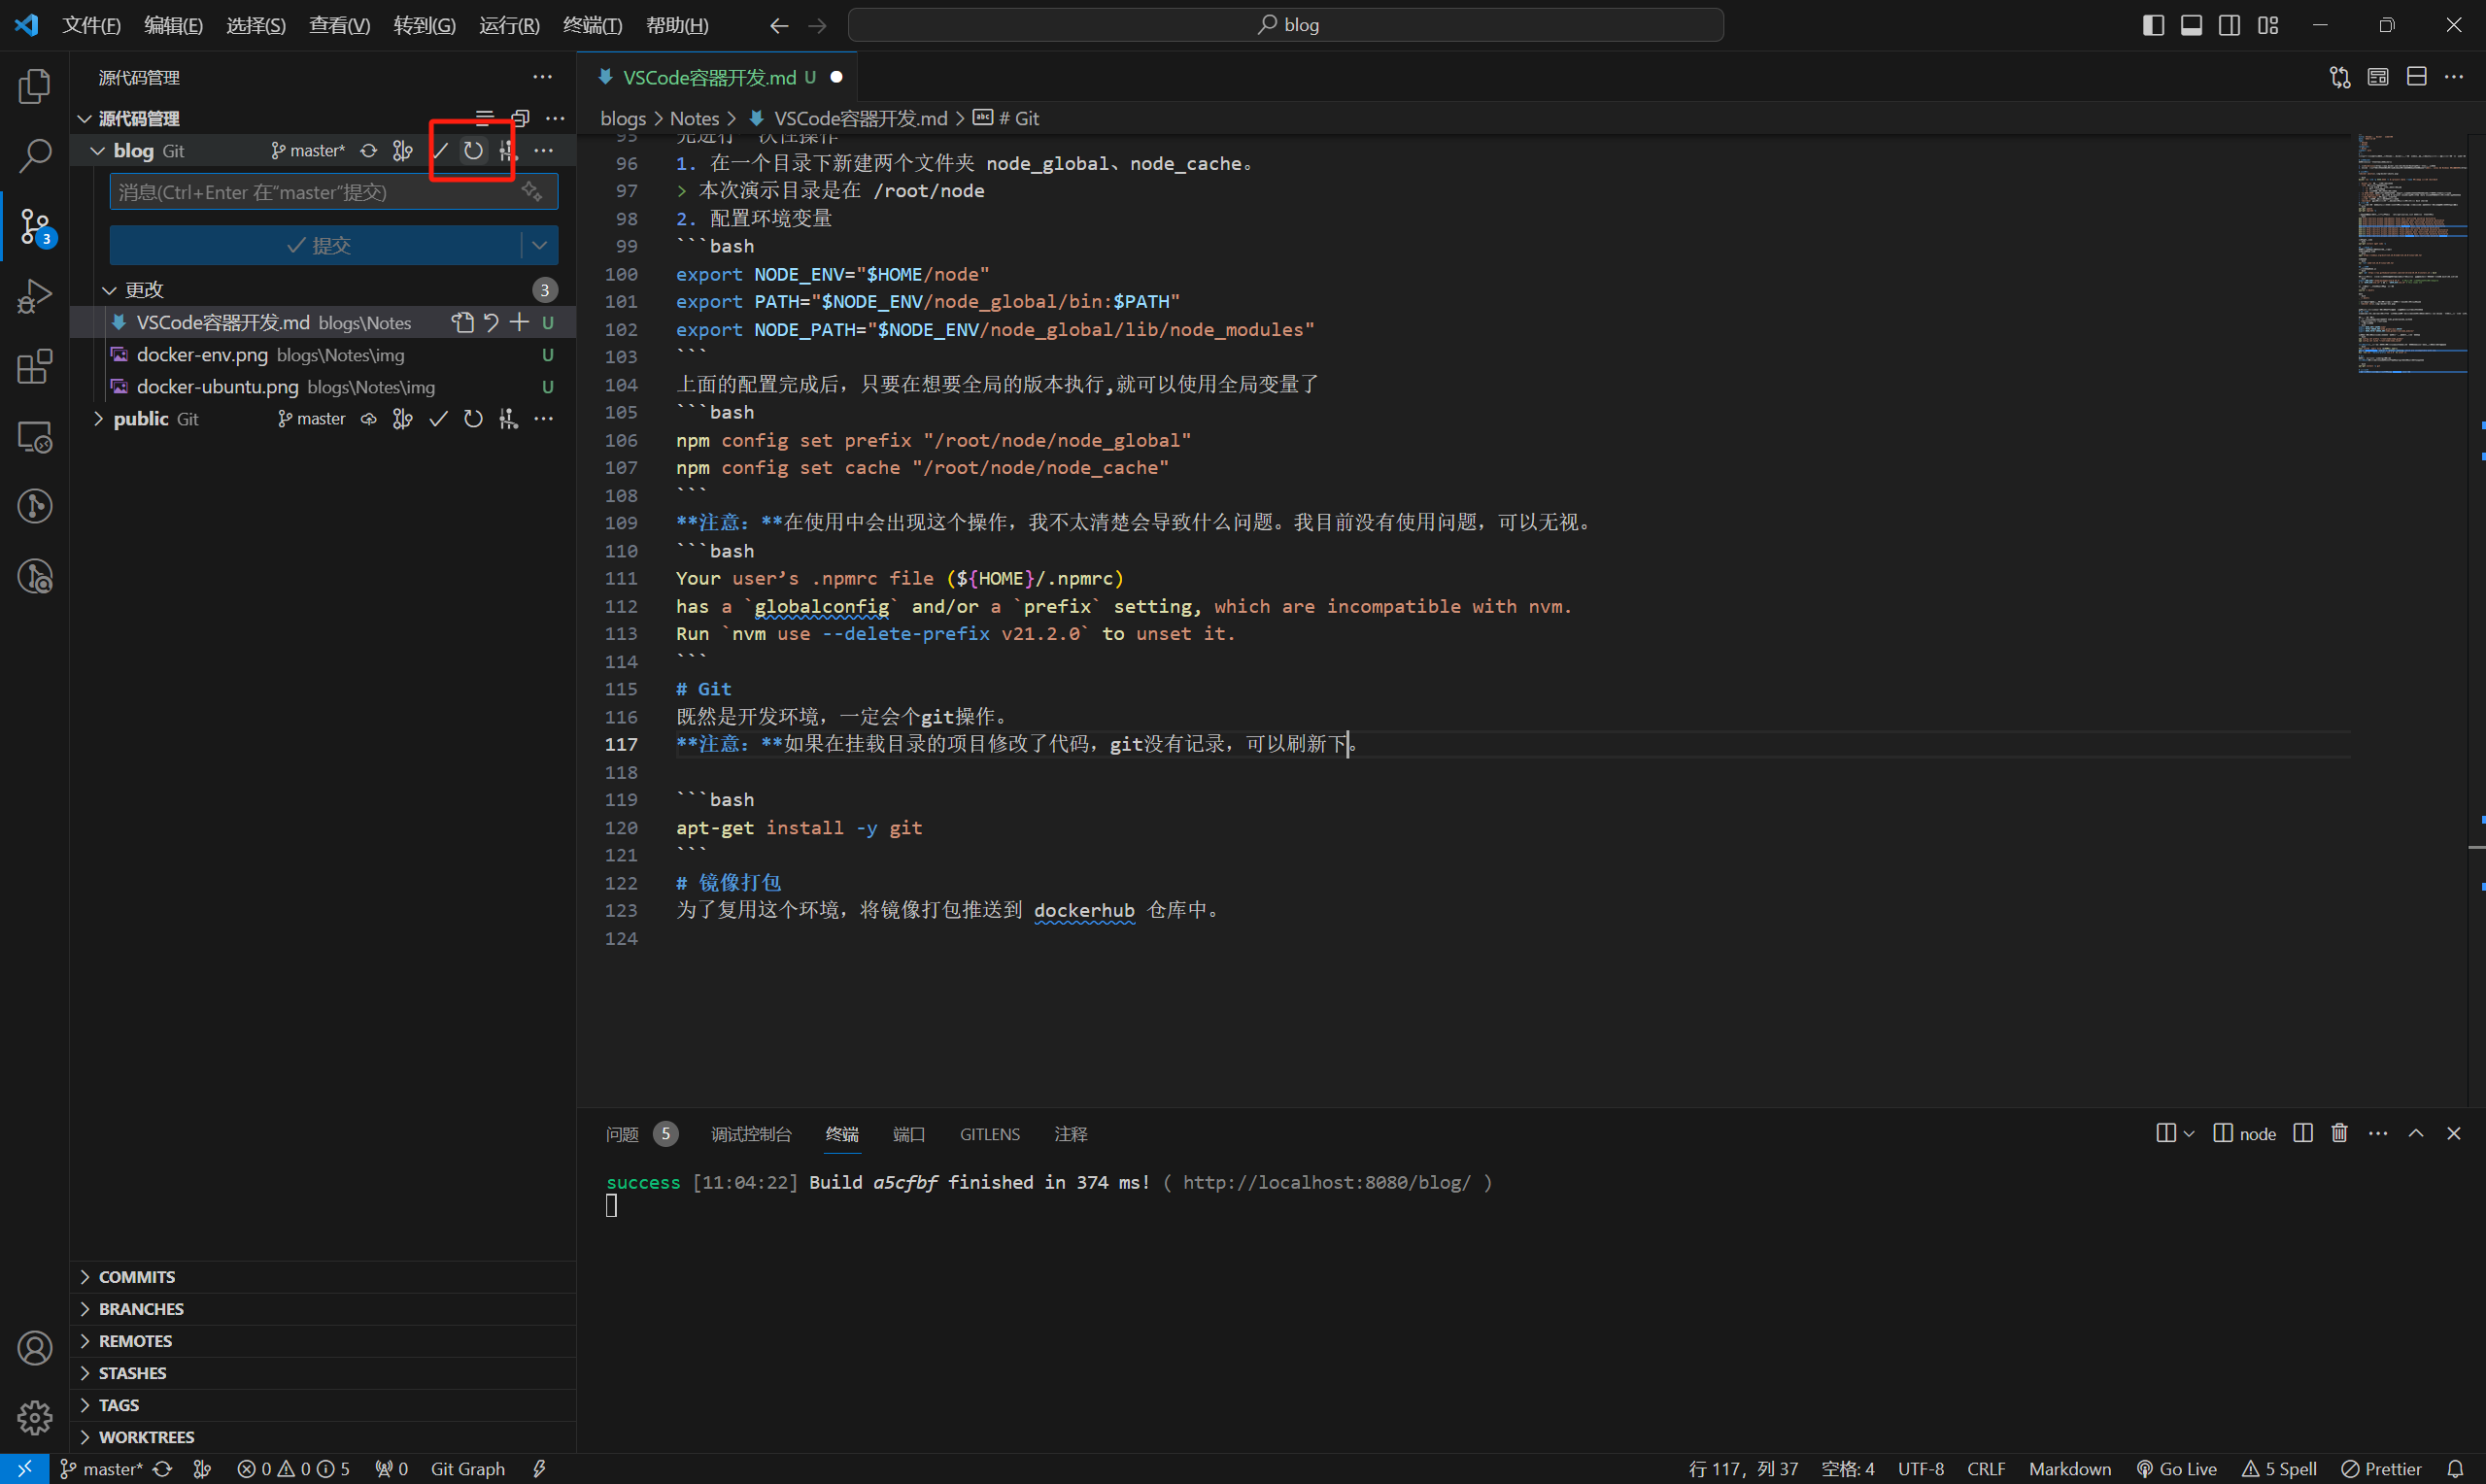 文件(F) 编辑(E) 选择(S) 查看(V) 转到(G) 运行(R) 终端(T) 帮助(H) blog
源代码管理
源代码管理
blog Git master*
消息(Ctrl+Enter 在“master”提交)
提交
更改 3
VSCode容器开发.md blogs\Notes U
docker-env.png blogs\Notes\img U
docker-ubuntu.png blogs\Notes\img U
public Git master
3
COMMITS
BRANCHES
REMOTES
STASHES
TAGS
WORKTREES
VSCode容器开发.md U
blogs > Notes > VSCode容器开发.md > # Git
96 1. 在一个目录下新建两个文件夹 node_global、node_cache。
97 > 本次演示目录是在 /root/node
98 2. 配置环境变量
99 ```bash
100 export NODE_ENV="$HOME/node"
101 export PATH="$NODE_ENV/node_global/bin:$PATH"
102 export NODE_PATH="$NODE_ENV/node_global/lib/node_modules"
103 ```
104 上面的配置完成后，只要在想要全局的版本执行,就可以使用全局变量了
105 ```bash
106 npm config set prefix "/root/node/node_global"
107 npm config set cache "/root/node/node_cache"
108 ```
109 **注意：**在使用中会出现这个操作，我不太清楚会导致什么问题。我目前没有使用问题，可以无视。
110 ```bash
111 Your user’s .npmrc file (${HOME}/.npmrc)
112 has a `globalconfig` and/or a `prefix` setting, which are incompatible with nvm.
113 Run `nvm use --delete-prefix v21.2.0` to unset it.
114 ```
115 # Git
116 既然是开发环境，一定会个git操作。
117 **注意：**如果在挂载目录的项目修改了代码，git没有记录，可以刷新下。
118
119 ```bash
120 apt-get install -y git
121 ```
122 # 镜像打包
123 为了复用这个环境，将镜像打包推送到 dockerhub 仓库中。
124
问题 5 调试控制台 终端 端口 GITLENS 注释 node
success [11:04:22] Build a5cfbf finished in 374 ms! ( http://localhost:8080/blog/ )
master* 0 0 5 0 Git Graph 行 117，列 37 空格: 4 UTF-8 CRLF Markdown Go Live 5 Spell Prettier